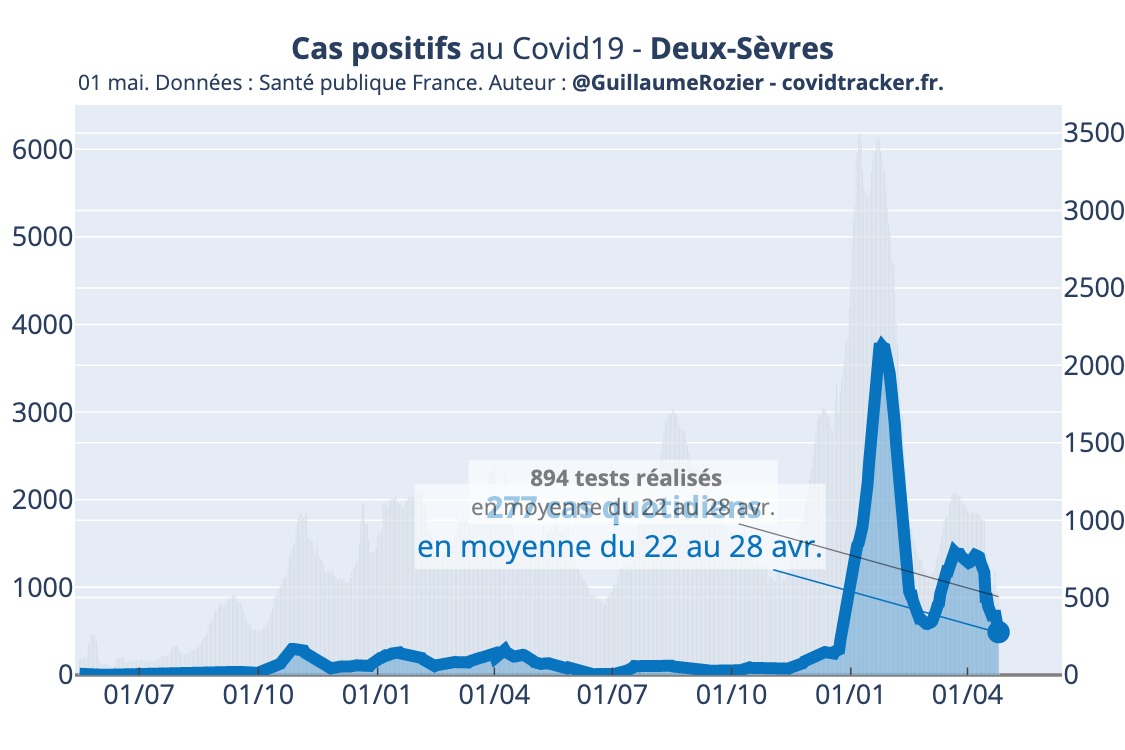 Cas positifs au Covid19 - Deux-Sèvres
01 mai. Données : Santé publique France. Auteur : @GuillaumeRozier - covidtracker.fr.
6000
5000
4000
3000
2000
1000
0
3500
3000
2500
2000
1500
1000
500
0
894 tests réalisés
en moyenne du 22 au 28 avr.
277 cas quotidiens
en moyenne du 22 au 28 avr.
01/07 01/10 01/01 01/04 01/07 01/10 01/01 01/04